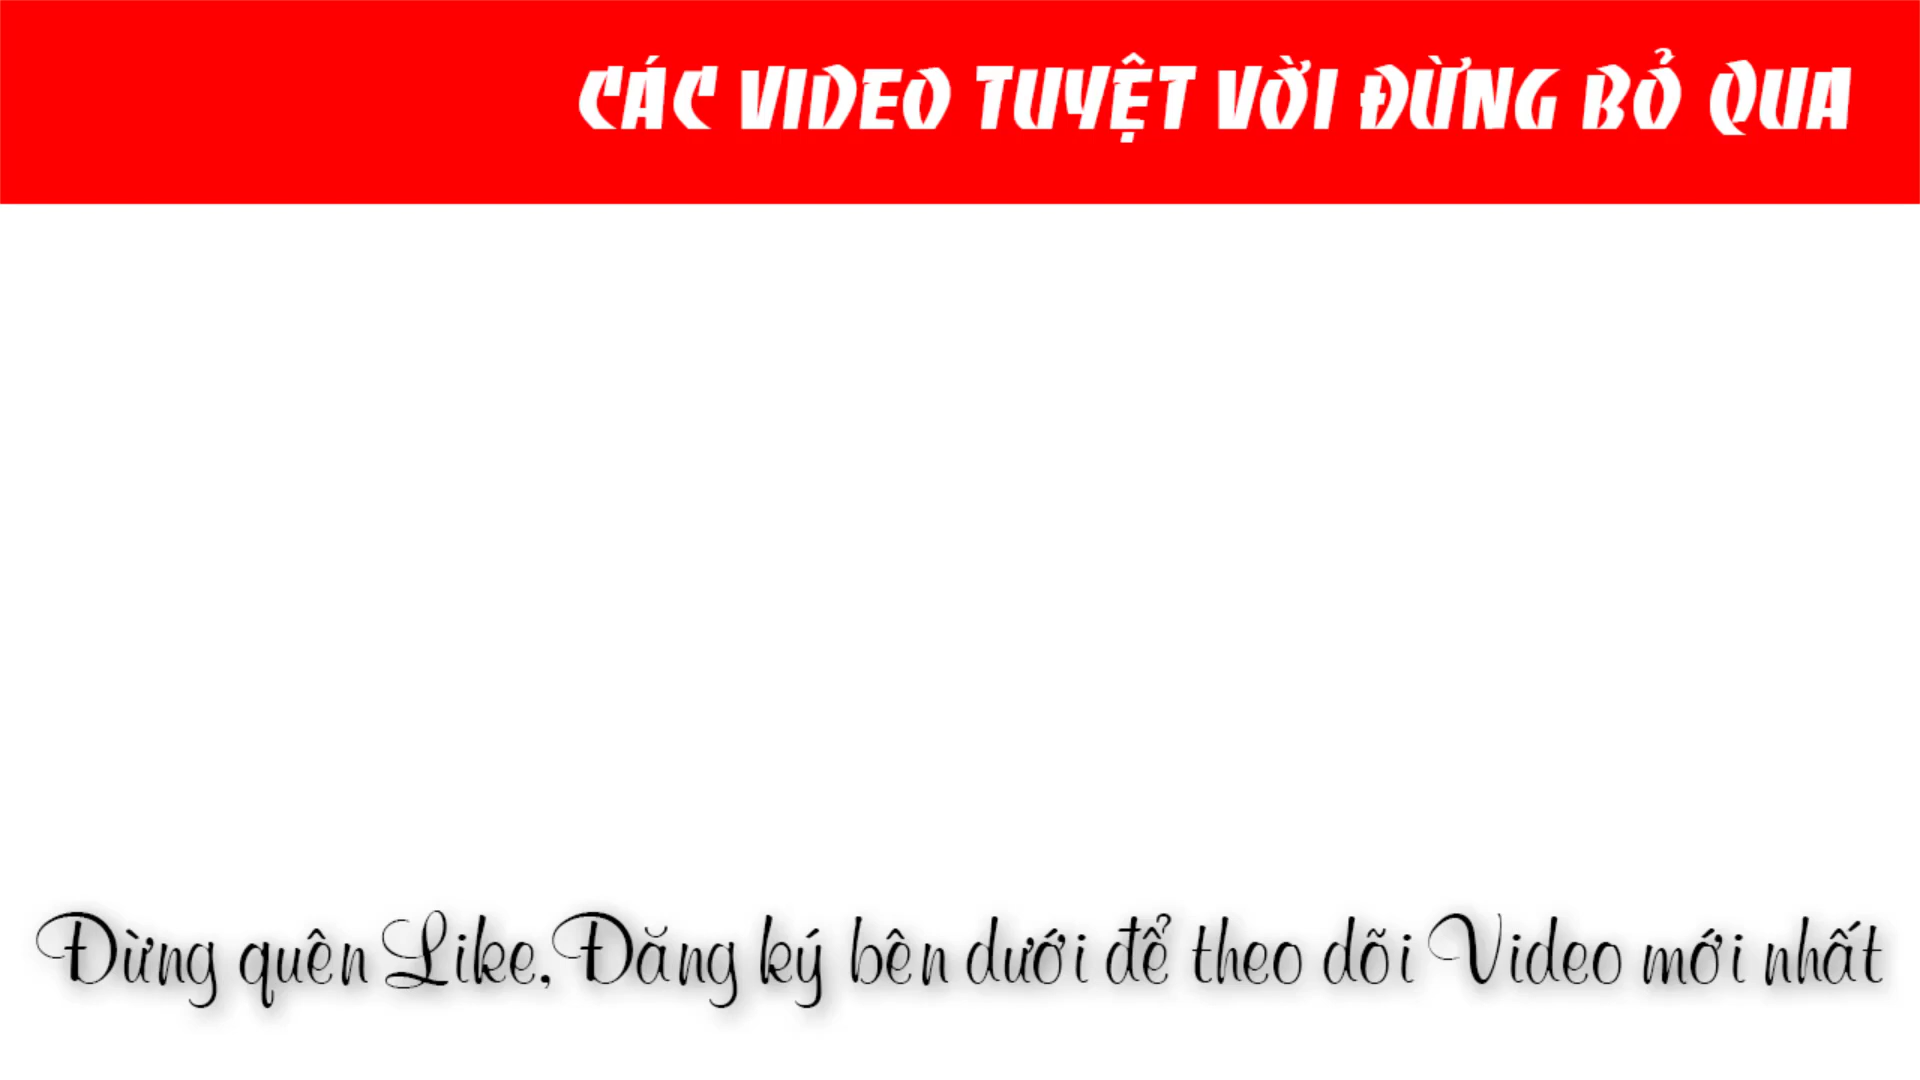 CÁC VIDEO TUYỆT VỜI ĐỪNG BỎ QUA
Đừng quên Like, Đăng ký bên dưới để theo dõi Video mới nhất